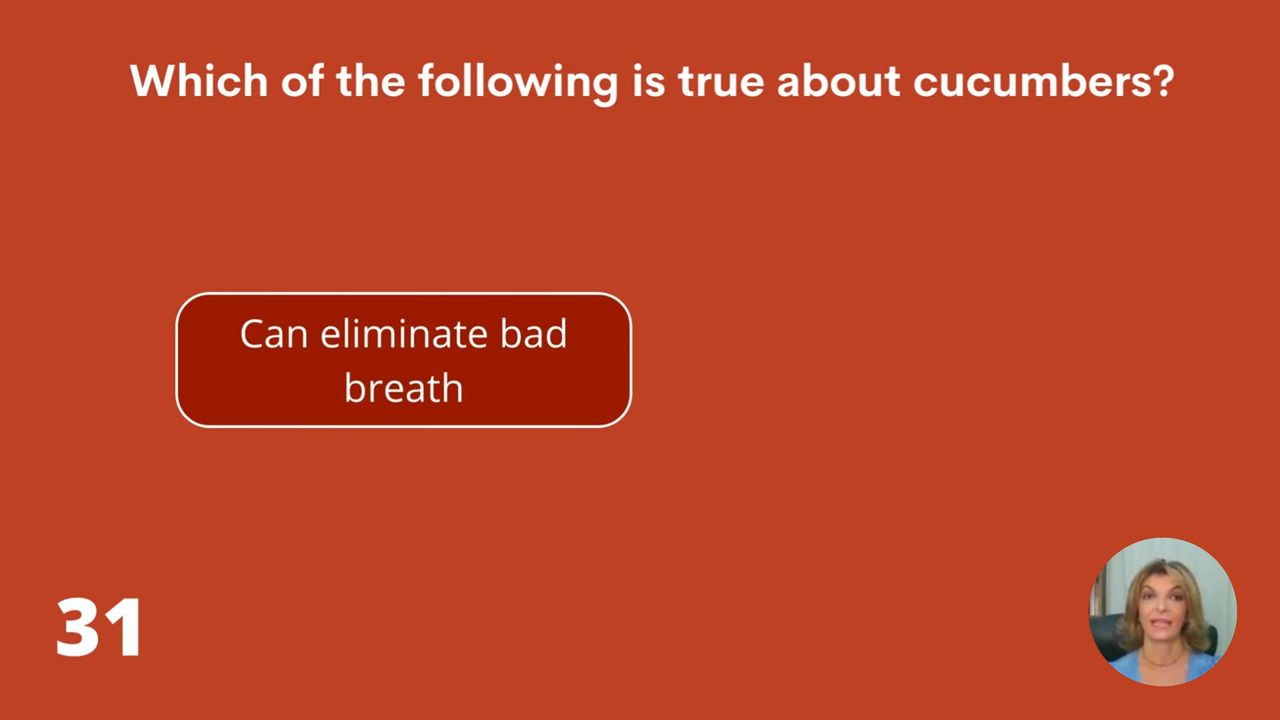 Which of the following is true about cucumbers?
Can eliminate bad
breath
31